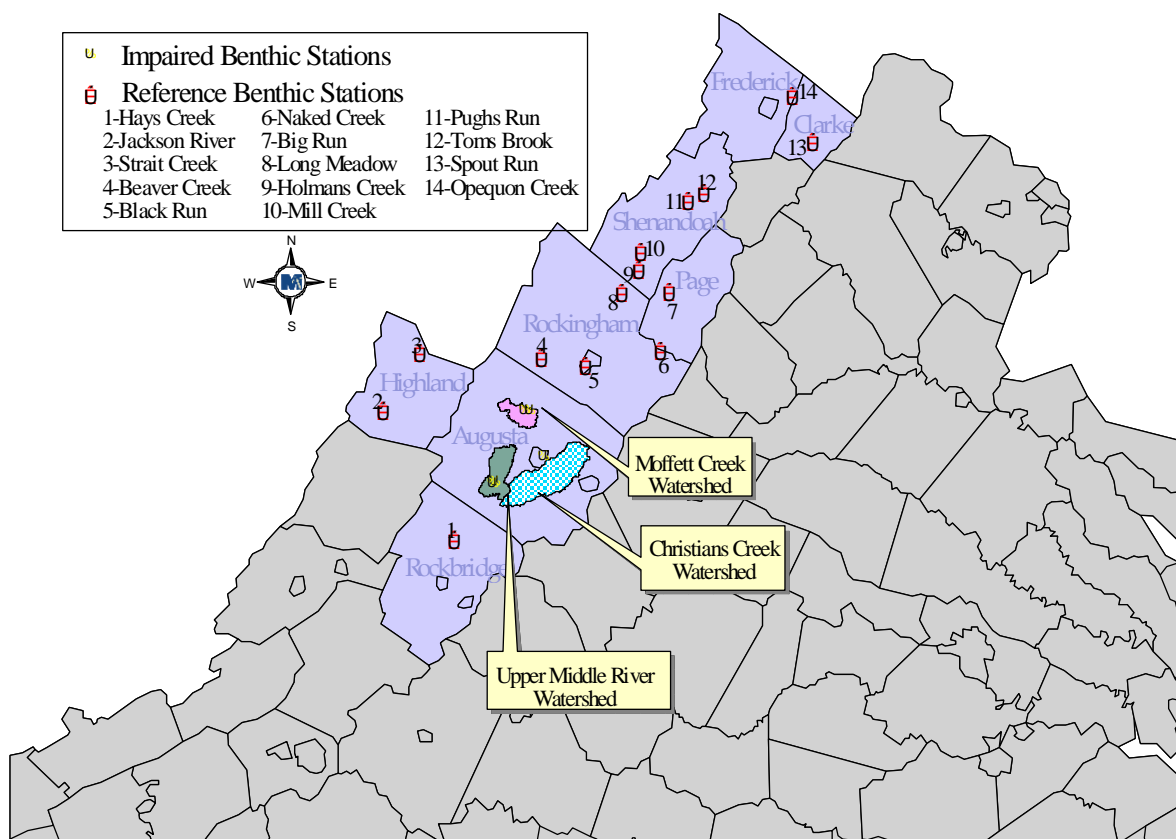 Impaired Benthic Stations
Reference Benthic Stations
1-Hays Creek 6-Naked Creek 11-Pughs Run
2-Jackson River 7-Big Run 12-Toms Brook
3-Strait Creek 8-Long Meadow 13-Spout Run
4-Beaver Creek 9-Holmans Creek 14-Opequon Creek
5-Black Run 10-Mill Creek
N
W E
S
M
Frederick
14
Clarke
13
12
11
Shenandoah
10
9
Page
8
7
Rockingham
4
5
6
3
Highland
2
Augusta
Moffett Creek
Watershed
Christians Creek
Watershed
1
Rockbridge
Upper Middle River
Watershed